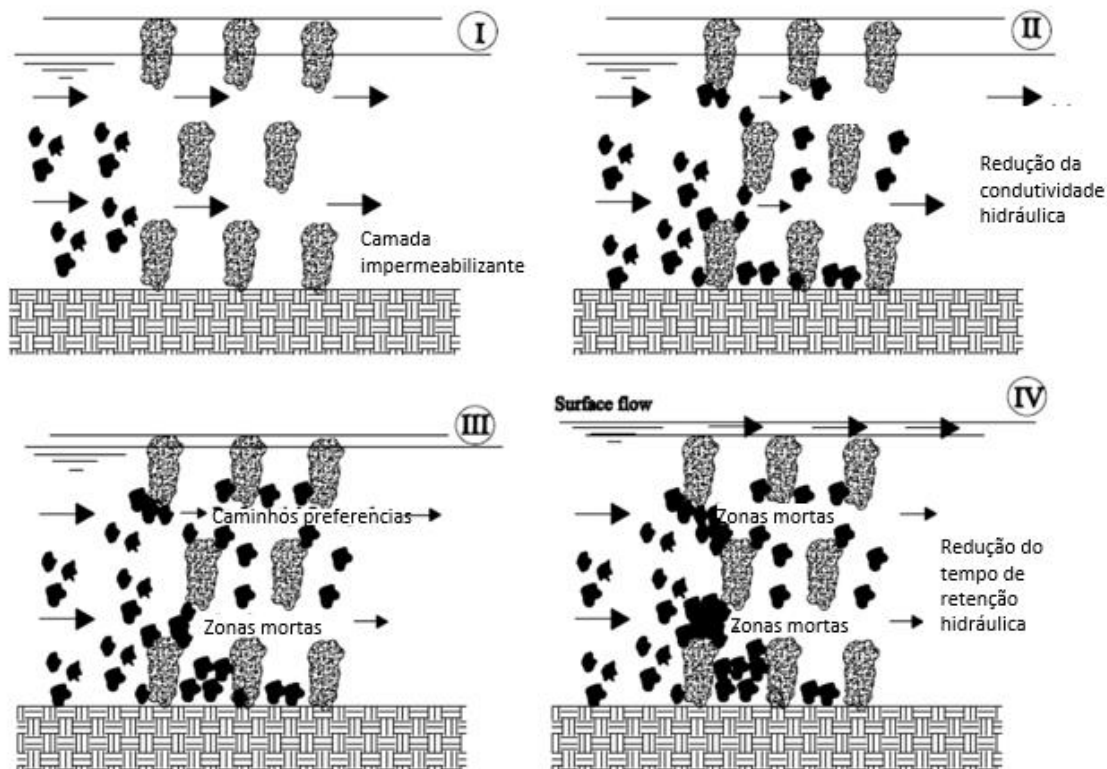 I
Camada
impermeabilizante
II
Redução da
condutividade
hidráulica
III
Caminhos preferências
Zonas mortas
Surface flow
IV
Zonas mortas
Zonas mortas
Redução do
tempo de
retenção
hidráulica